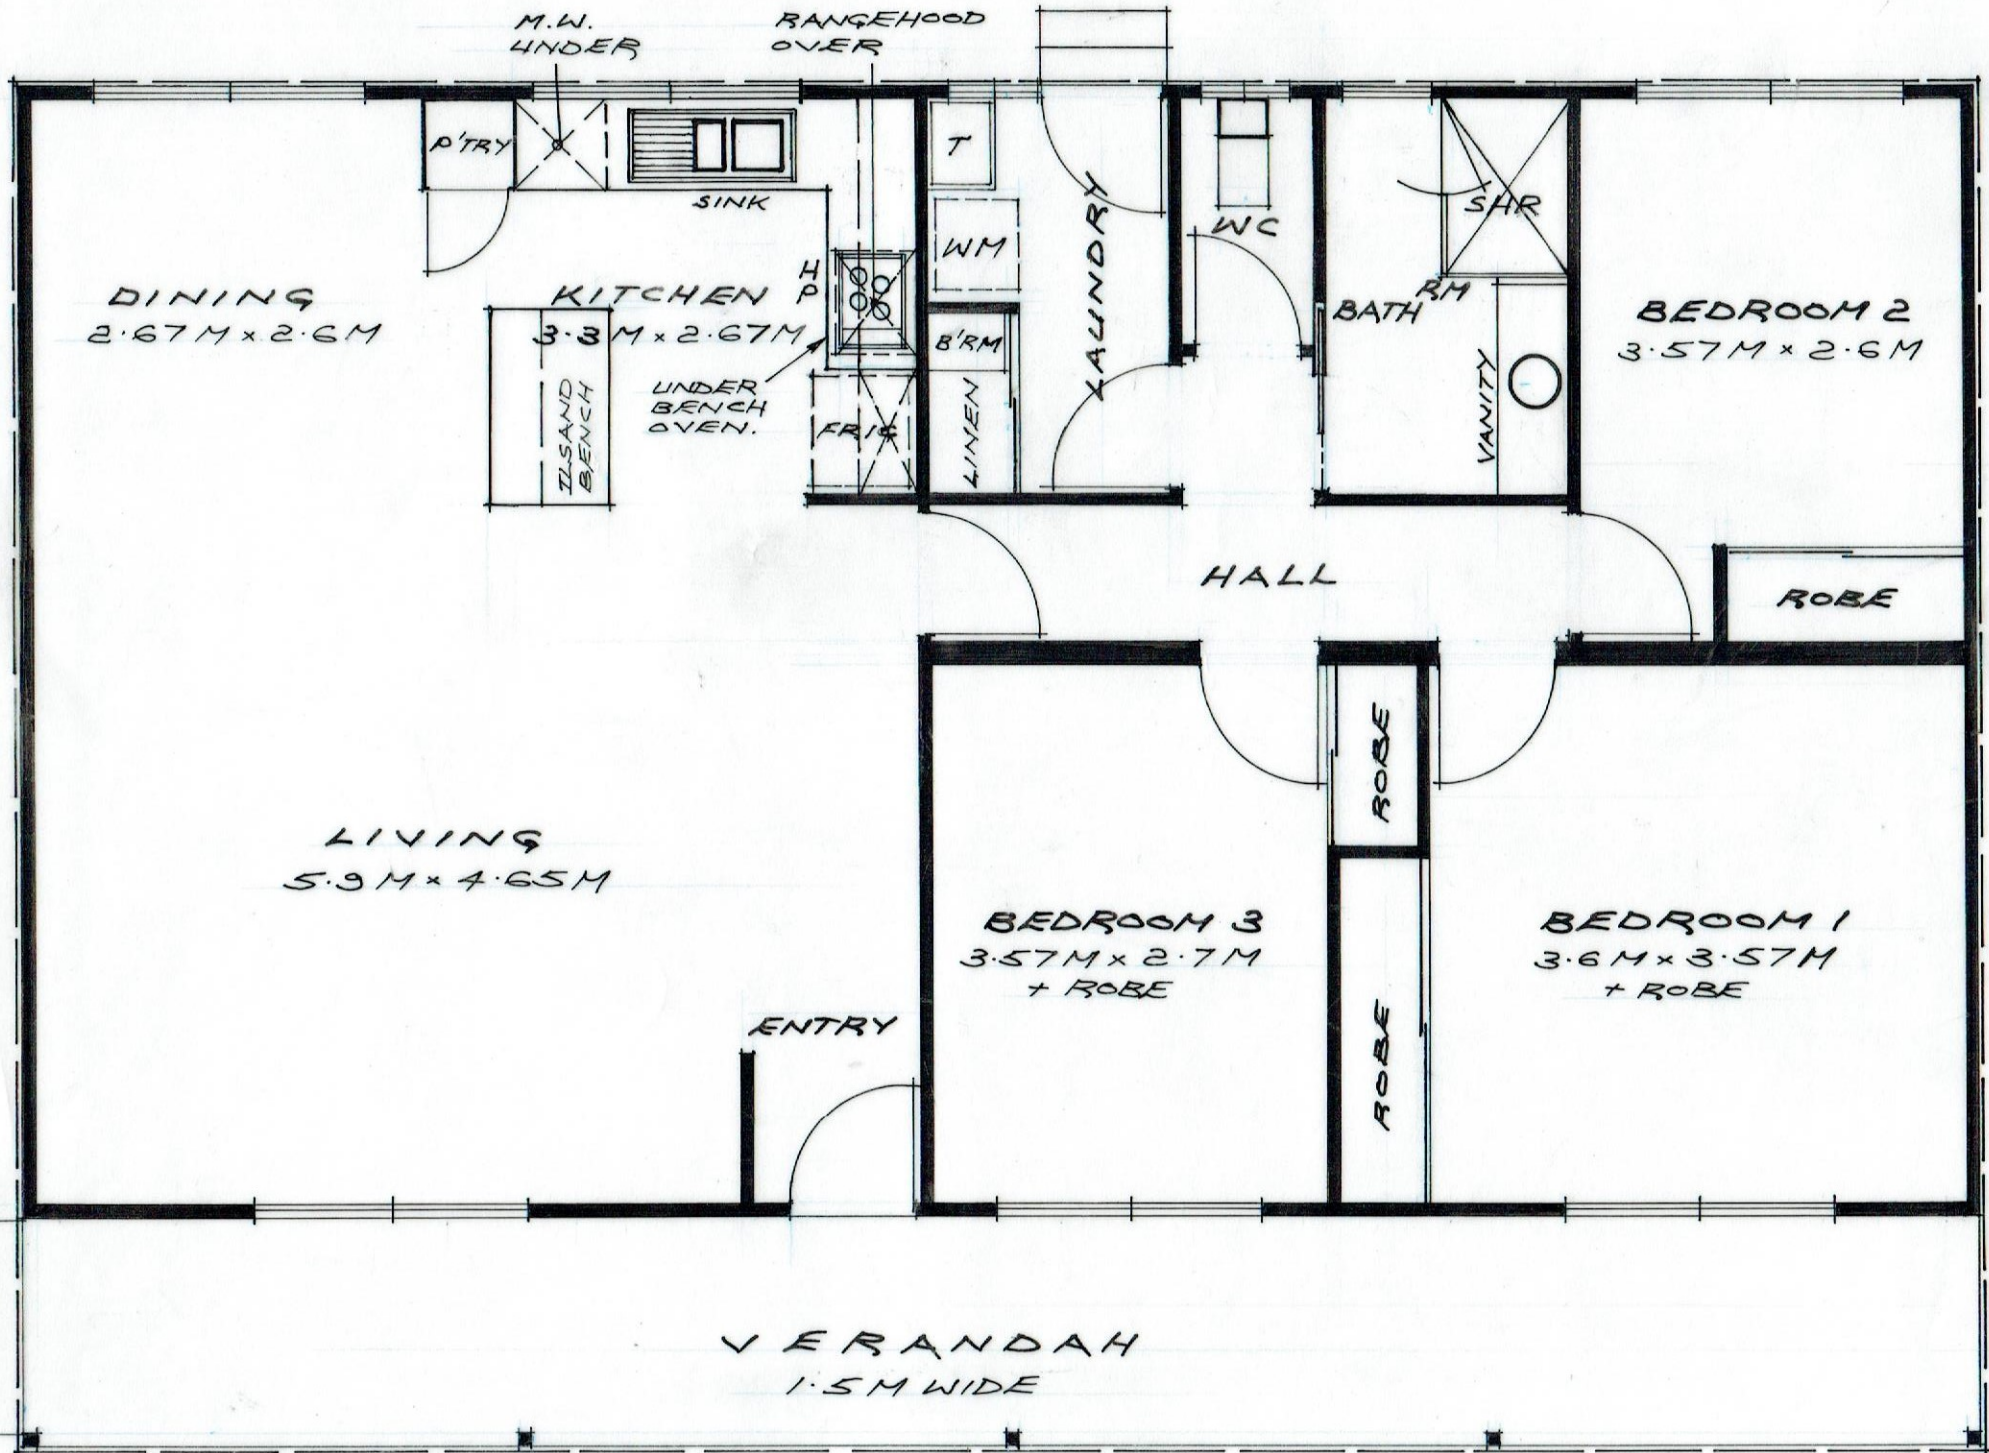 M.W.
UNDER
RANGEHOOD
OVER
P'TRY
SINK
T
WM
LAUNDRY
WC
SHR
BATH RM
DINING
2.67M x 2.6M
KITCHEN
3.3M x 2.67M
HP
UNDER
BENCH
OVEN.
ILSAND
BENCH
FRIG
B'RM
LINEN
VANITY
BEDROOM 2
3.57M x 2.6M
ROBE
HALL
LIVING
5.9M x 4.65M
ROBE
BEDROOM 3
3.57M x 2.7M
+ ROBE
BEDROOM 1
3.6M x 3.57M
+ ROBE
ENTRY
ROBE
VERANDAH
1.5M WIDE